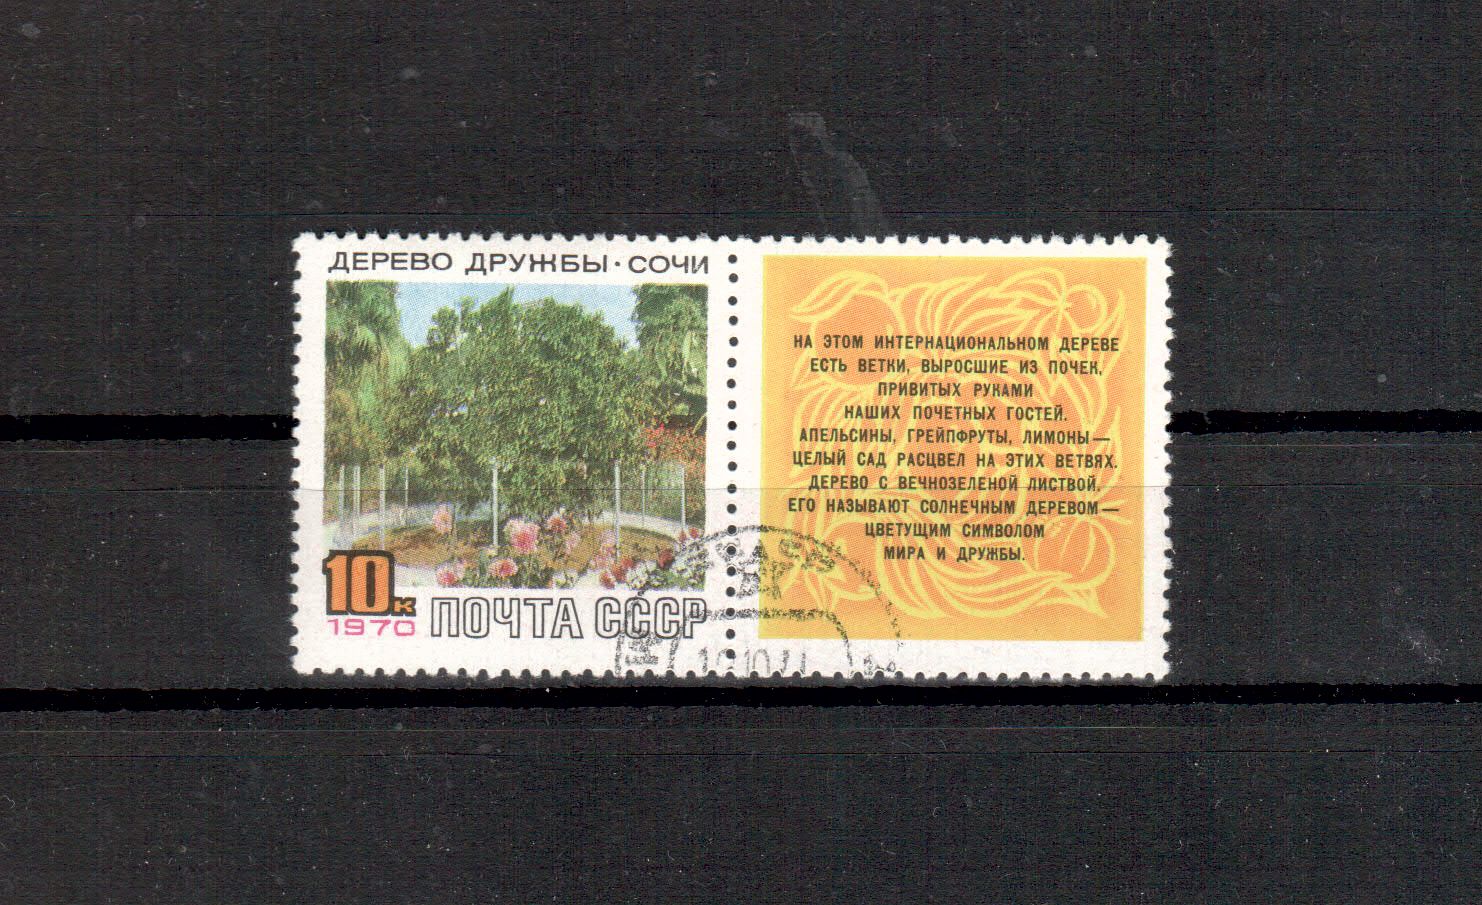 ДЕРЕВО ДРУЖБЫ · СОЧИ
10 К
1970
ПОЧТА СССР
НА ЭТОМ ИНТЕРНАЦИОНАЛЬНОМ ДЕРЕВЕ
ЕСТЬ ВЕТКИ, ВЫРОСШИЕ ИЗ ПОЧЕК,
ПРИВИТЫХ РУКАМИ
НАШИХ ПОЧЕТНЫХ ГОСТЕЙ.
АПЕЛЬСИНЫ, ГРЕЙПФРУТЫ, ЛИМОНЫ—
ЦЕЛЫЙ САД РАСЦВЕЛ НА ЭТИХ ВЕТВЯХ.
ДЕРЕВО С ВЕЧНОЗЕЛЕНОЙ ЛИСТВОЙ.
ЕГО НАЗЫВАЮТ СОЛНЕЧНЫМ ДЕРЕВОМ—
ЦВЕТУЩИМ СИМВОЛОМ
МИРА И ДРУЖБЫ.